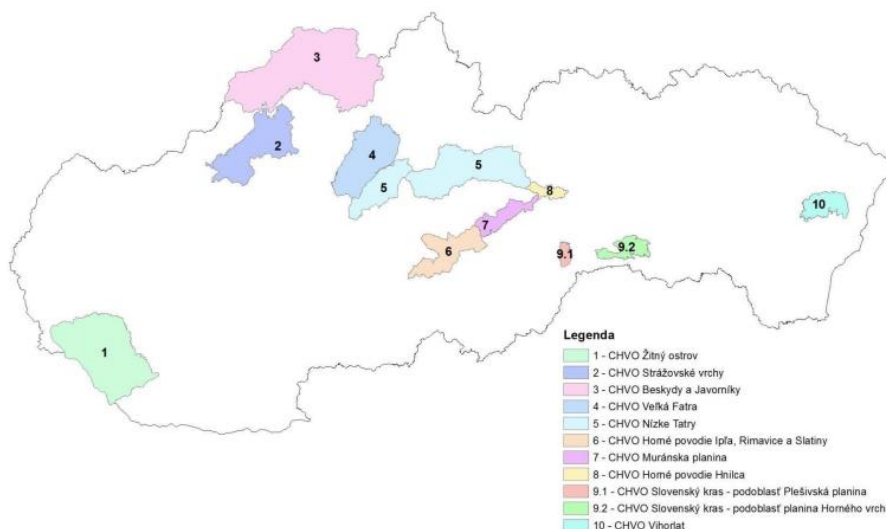 3
2
4
5
5
8
10
7
6
9.1
9.2
1
Legenda
1 - CHVO Žitný ostrov
2 - CHVO Strážovské vrchy
3 - CHVO Beskydy a Javorníky
4 - CHVO Veľká Fatra
5 - CHVO Nízke Tatry
6 - CHVO Horné povodie Ipľa, Rimavice a Slatiny
7 - CHVO Muránska planina
8 - CHVO Horné povodie Hnilca
9.1 - CHVO Slovenský kras - podoblasť Plešivská planina
9.2 - CHVO Slovenský kras - podoblasť planina Horného vrch
10 - CHVO Vihorlat